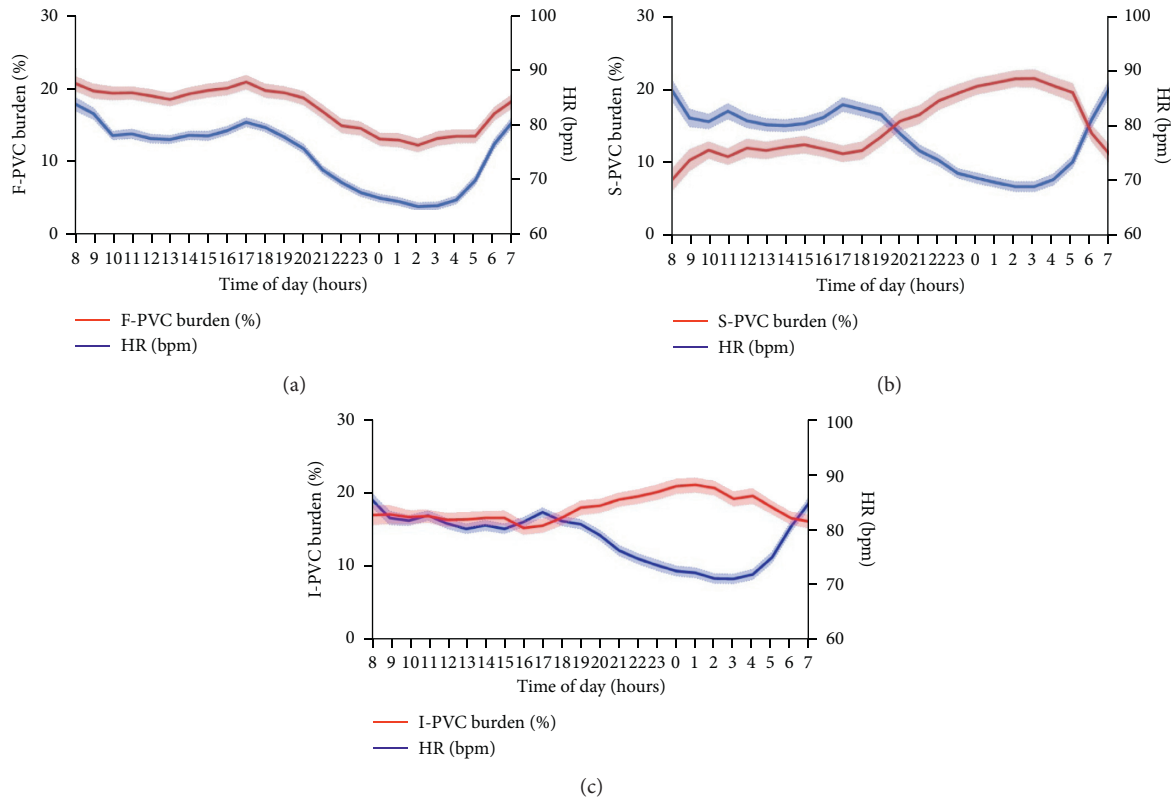 30
20
10
0
F-PVC burden (%)
100
90
80
70
60
HR (bpm)
8 9 10 11 12 13 14 15 16 17 18 19 20 21 22 23 0 1 2 3 4 5 6 7
Time of day (hours)
F-PVC burden (%)
HR (bpm)
(a)
30
20
10
0
S-PVC burden (%)
100
90
80
70
60
HR (bpm)
8 9 10 11 12 13 14 15 16 17 18 19 20 21 22 23 0 1 2 3 4 5 6 7
Time of day (hours)
S-PVC burden (%)
HR (bpm)
(b)
30
20
10
0
I-PVC burden (%)
100
90
80
70
60
HR (bpm)
8 9 10 11 12 13 14 15 16 17 18 19 20 21 22 23 0 1 2 3 4 5 6 7
Time of day (hours)
I-PVC burden (%)
HR (bpm)
(c)